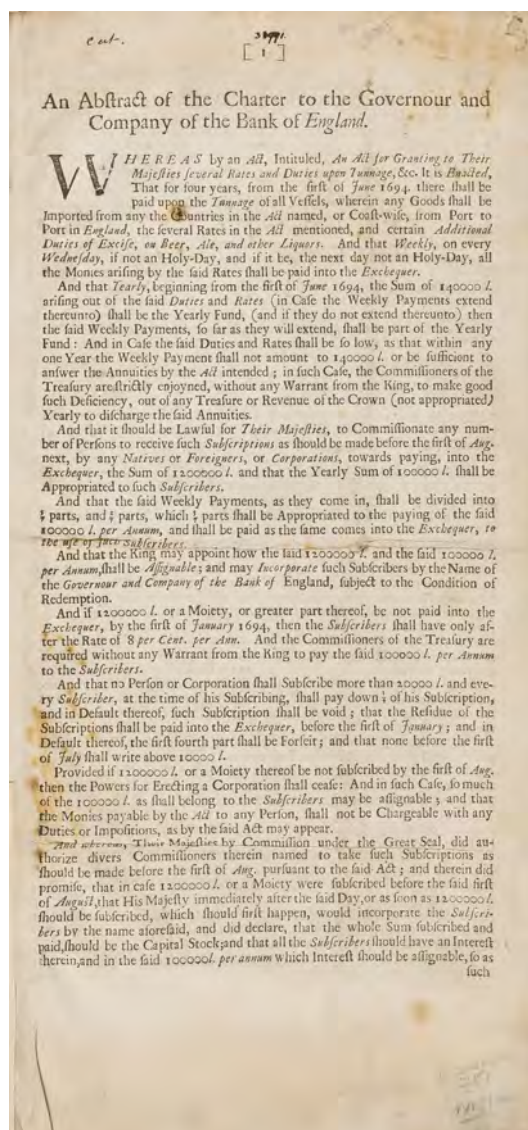 Cent.
[ 1 ]
An Abſtract of the Charter to the Governour and
Company of the Bank of England.
WHEREAS by an Act, Intituled, An Act for Granting to Their
Majeſties ſeveral Rates and Duties upon Tunnage, &c. It is Enacted,
That for four years, from the firſt of June 1694. there ſhall be
paid upon the Tunnage of all Veſſels, wherein any Goods ſhall be
Imported from any the Countries in the Act named, or Coaſt-wiſe, from Port to
Port in England, the ſeveral Rates in the Act mentioned, and certain Additional
Duties of Exciſe, on Beer, Ale, and other Liquors. And that Weekly, on every
Wedneſday, if not an Holy-Day, and if it be, the next day not an Holy-Day, all
the Monies ariſing by the ſaid Rates ſhall be paid into the Exchequer.
And that Yearly, beginning from the firſt of June 1694, the Sum of 140000 l.
ariſing out of the ſaid Duties and Rates (in Caſe the Weekly Payments extend
thereunto) ſhall be the Yearly Fund, (and if they do not extend thereunto) then
the ſaid Weekly Payments, ſo far as they will extend, ſhall be part of the Yearly
Fund : And in Caſe the ſaid Duties and Rates ſhall be ſo low, as that within any
one Year the Weekly Payment ſhall not amount to 140000 l. or be ſufficient to
anſwer the Annuities by the Act intended ; in ſuch Caſe, the Commiſſioners of the
Treaſury are ſtrictly enjoyned, without any Warrant from the King, to make good
ſuch Deficiency, out of any Treaſure or Revenue of the Crown (not appropriated)
Yearly to diſcharge the ſaid Annuities.
And that it ſhould be Lawful for Their Majeſties, to Commiſſionate any num-
ber of Perſons to receive ſuch Subſcriptions as ſhould be made before the firſt of Aug.
next, by any Natives or Foreigners, or Corporations, towards paying, into the
Exchequer, the Sum of 1200000 l. and that the Yearly Sum of 100000 l. ſhall be
Appropriated to ſuch Subſcribers.
And that the ſaid Weekly Payments, as they come in, ſhall be divided into
parts, and parts, which parts ſhall be Appropriated to the paying of the ſaid
100000 l. per Annum, and ſhall be paid as the ſame comes into the Exchequer, to
the uſe of ſuch Subſcribers.
And that the King may appoint how the ſaid 1200000 l. and the ſaid 100000 l.
per Annum, ſhall be Aſſignable ; and may Incorporate ſuch Subſcribers by the Name of
the Governour and Company of the Bank of England, ſubject to the Condition of
Redemption.
And if 1200000 l. or a Moiety, or greater part thereof, be not paid into the
Exchequer, by the firſt of January 1694, then the Subſcribers ſhall have only af-
ter the Rate of 8 per Cent. per Ann. And the Commiſſioners of the Treaſury are
required without any Warrant from the King to pay the ſaid 100000 l. per Annum
to the Subſcribers.
And that no Perſon or Corporation ſhall Subſcribe more than 20000 l. and eve-
ry Subſcriber, at the time of his Subſcribing, ſhall pay down of his Subſcription,
and in Default thereof, ſuch Subſcription ſhall be void ; that the Reſidue of the
Subſcriptions ſhall be paid into the Exchequer, before the firſt of January ; and in
Default thereof, the firſt fourth part ſhall be Forfeit ; and that none before the firſt
of July ſhall write above 10000 l.
Provided if 1200000 l. or a Moiety thereof be not ſubſcribed by the firſt of Aug.
then the Powers for Erecting a Corporation ſhall ceaſe: And in ſuch Caſe, ſo much
of the 100000 l. as ſhall belong to the Subſcribers may be aſſignable ; and that
the Monies payable by the Act to any Perſon, ſhall not be Chargeable with any
Duties or Impoſitions, as by the ſaid Act may appear.
And whereas, Their Majeſties by Commiſſion under the Great Seal, did au-
thorize divers Commiſſioners therein named to take ſuch Subſcriptions as
ſhould be made before the firſt of Aug. purſuant to the ſaid Act ; and therein did
promiſe, that in caſe 1200000 l. or a Moiety were ſubſcribed before the ſaid firſt
of Auguſt, that His Majeſty immediately after the ſaid Day, or as ſoon as 1200000 l.
ſhould be ſubſcribed, which ſhould firſt happen, would incorporate the Subſcri-
bers by the name aforeſaid, and did declare, that the whole Sum ſubſcribed and
paid, ſhould be the Capital Stock; and that all the Subſcribers ſhould have an Intereſt
therein, and in the ſaid 100000l. per annum which Intereſt ſhould be aſſignable, ſo as
ſuch